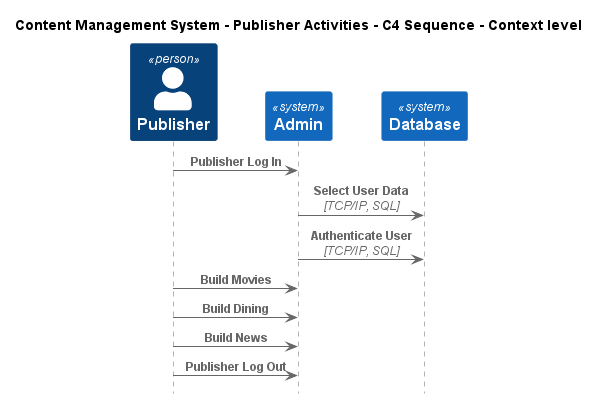 Content Management System - Publisher Activities - C4 Sequence - Context level
«person»
Publisher
«system»
Admin
«system»
Database
Publisher Log In
Select User Data
[TCP/IP, SQL]
Authenticate User
[TCP/IP, SQL]
Build Movies
Build Dining
Build News
Publisher Log Out